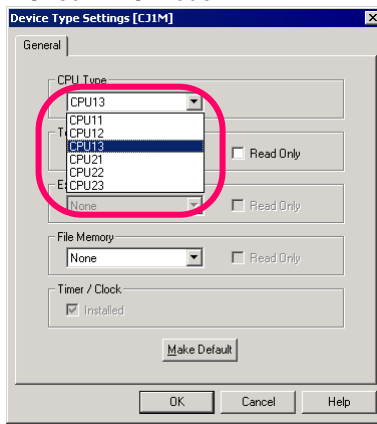 Device Type Settings [CJ1M]
General
CPU Type
CPU13
CPU11
CPU12
CPU13
CPU21
CPU22
CPU23
Read Only
None
Read Only
File Memory
None
Read Only
Timer / Clock
Installed
Make Default
OK
Cancel
Help